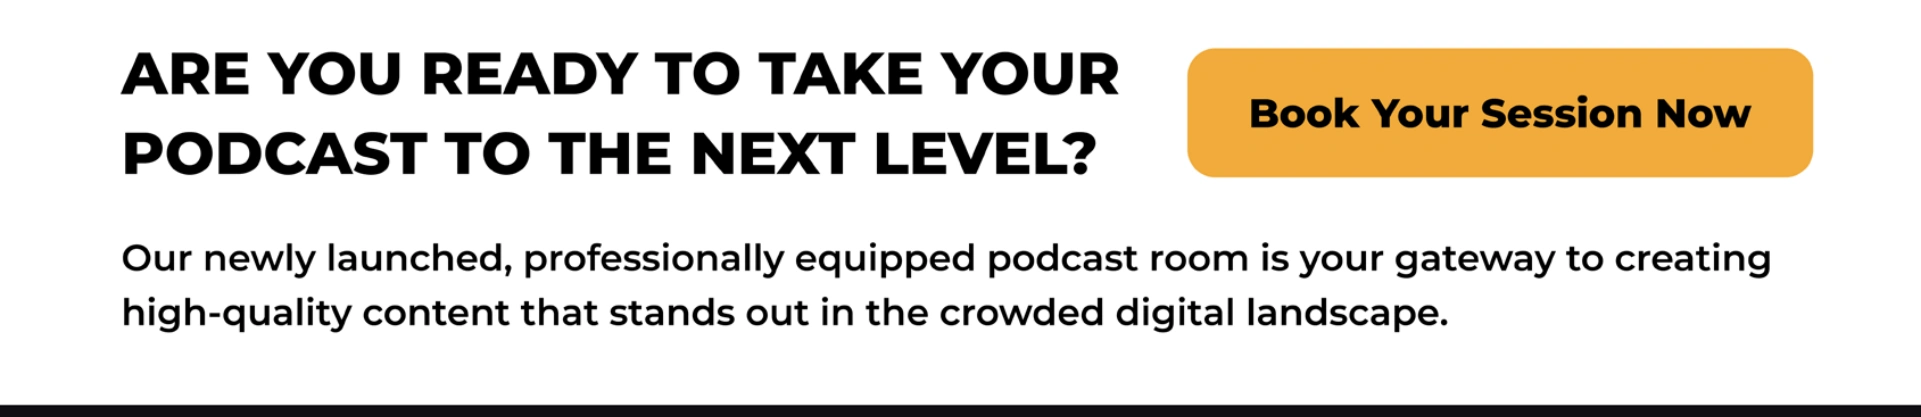 ARE YOU READY TO TAKE YOUR
PODCAST TO THE NEXT LEVEL?
Book Your Session Now
Our newly launched, professionally equipped podcast room is your gateway to creating
high-quality content that stands out in the crowded digital landscape.